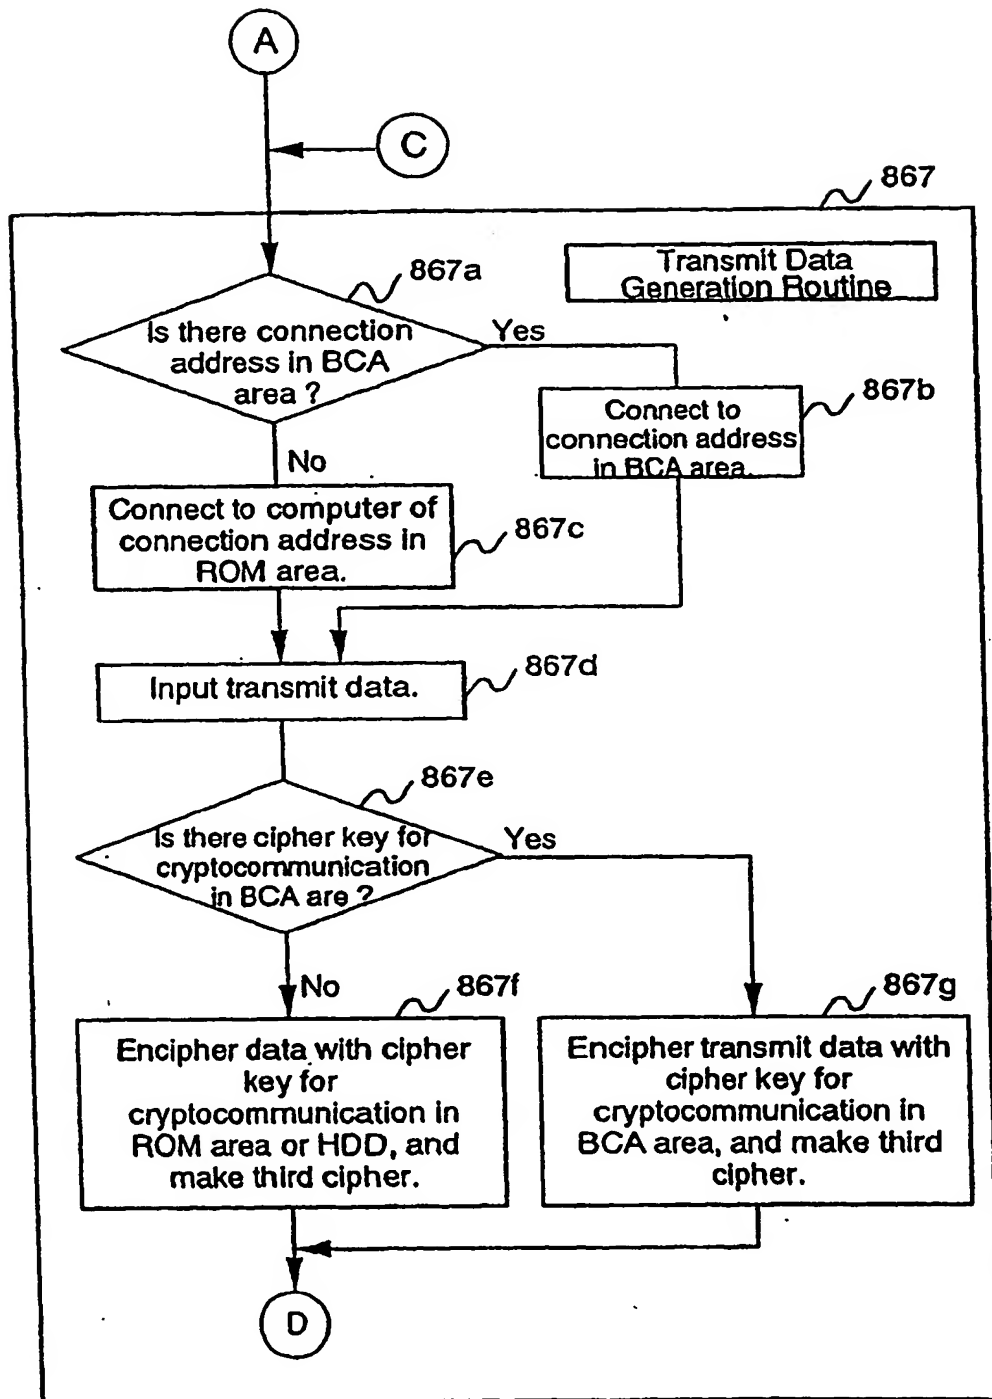 A
C
867
867a
Transmit Data
Generation Routine
Is there connection
address in BCA
area ?
Yes
867b
Connect to
connection address
in BCA area.
No
Connect to computer of
connection address in
ROM area.
867c
Input transmit data.
867d
867e
Is there cipher key for
cryptocommunication
in BCA are ?
Yes
No
867f
867g
Encipher data with cipher
key for
cryptocommunication in
ROM area or HDD, and
make third cipher.
Encipher transmit data with
cipher key for
cryptocommunication in
BCA area, and make third
cipher.
D